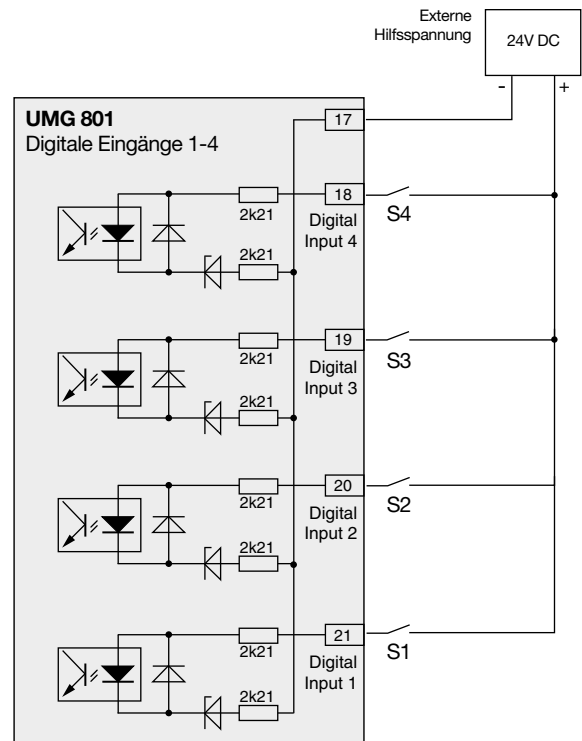 Externe
Hilfsspannung
24V DC
- +
UMG 801
Digitale Eingänge 1-4
17
18
2k21
S4
Digital
Input 4
2k21
19
2k21
S3
Digital
Input 3
2k21
20
2k21
S2
Digital
Input 2
2k21
21
2k21
S1
Digital
Input 1
2k21